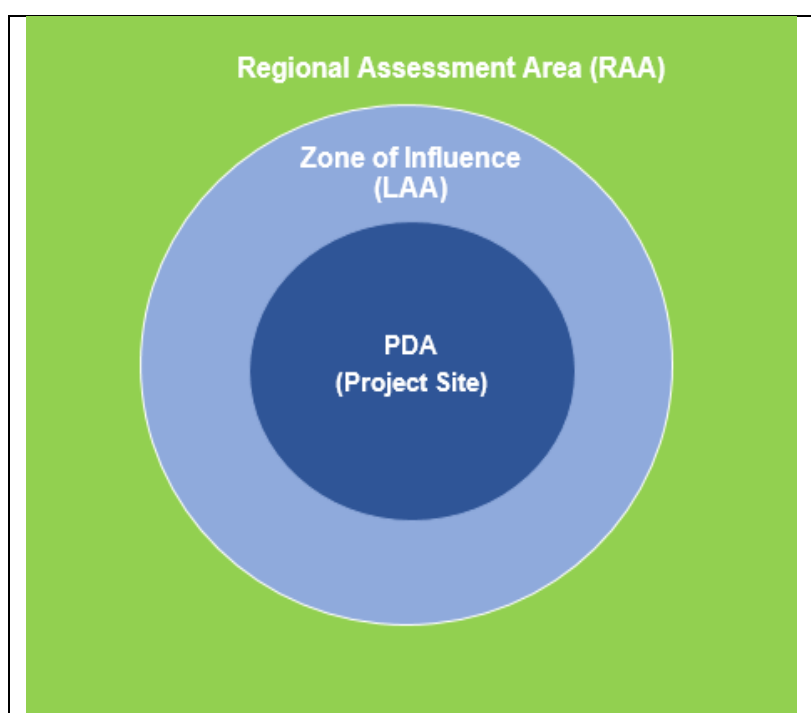 Regional Assessment Area (RAA)
Zone of Influence
(LAA)
PDA
(Project Site)